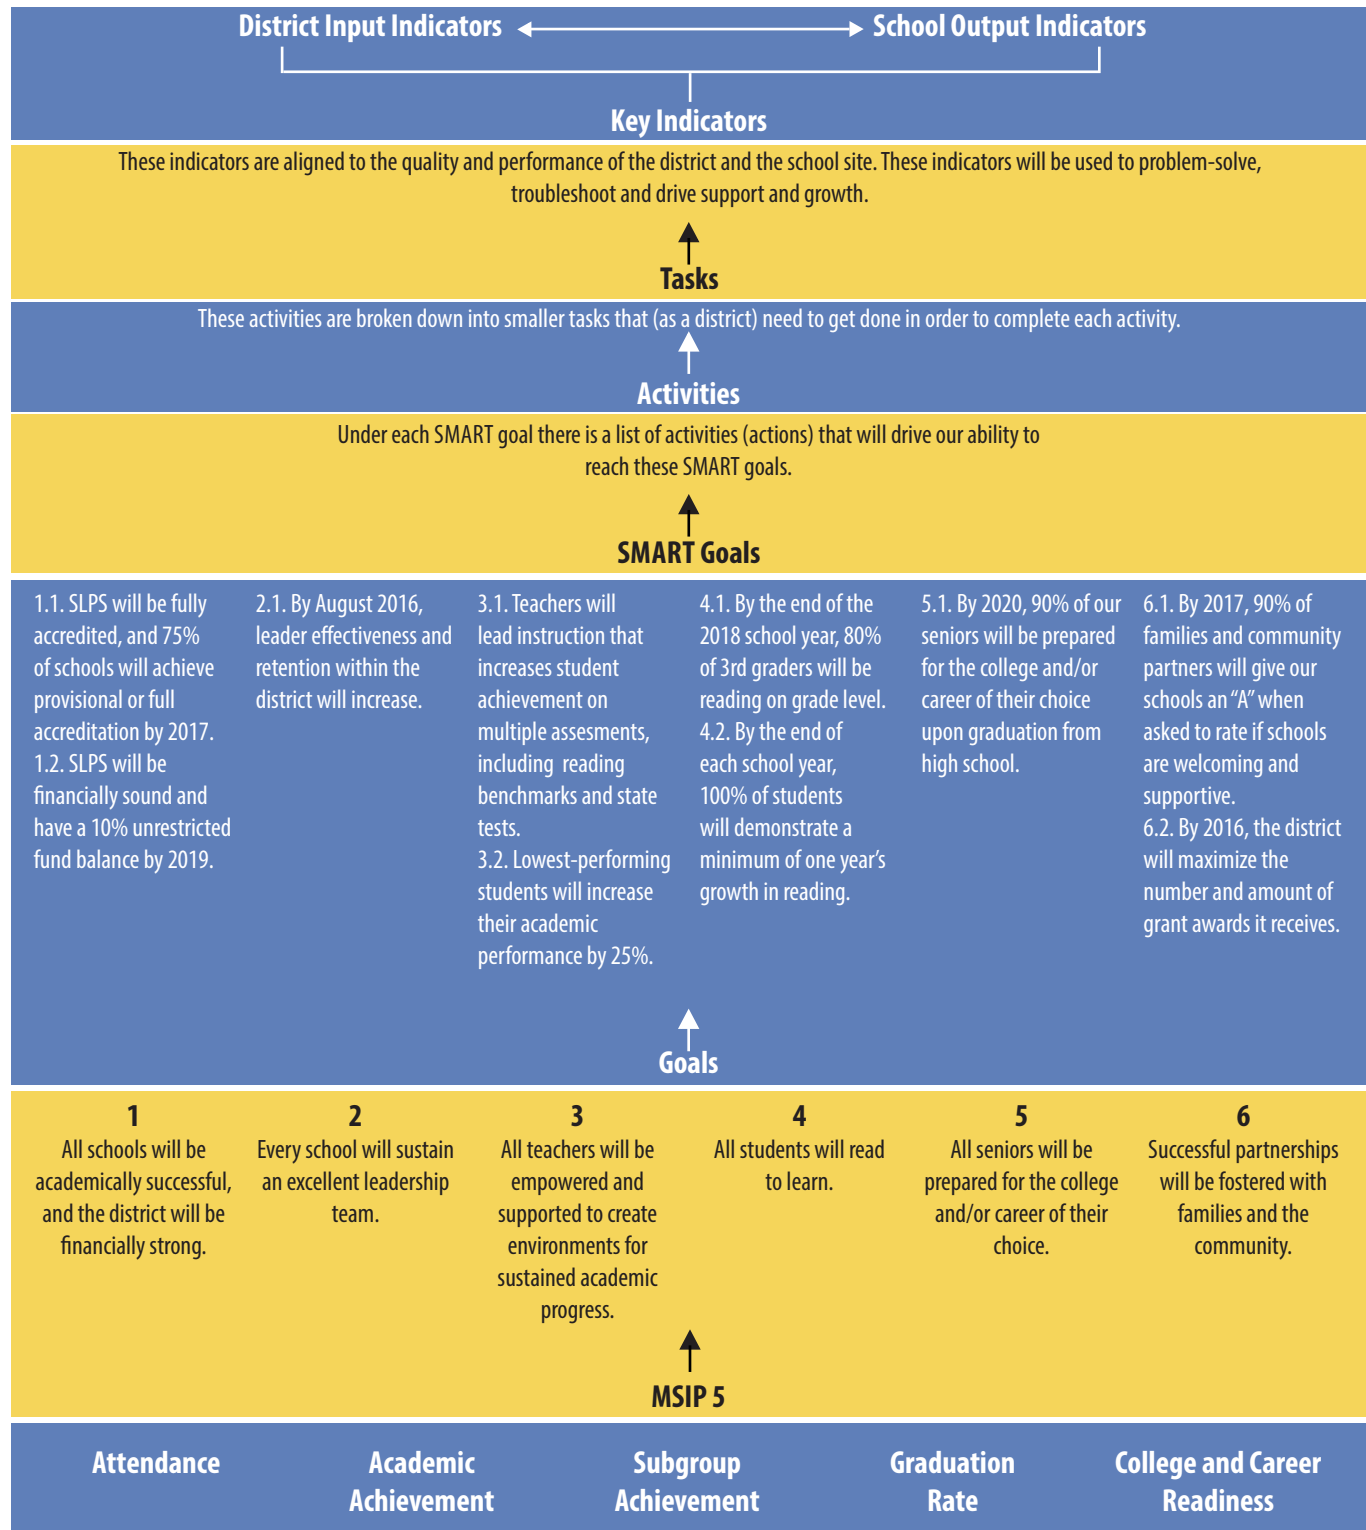 District Input Indicators
School Output Indicators
Key Indicators
These indicators are aligned to the quality and performance of the district and the school site. These indicators will be used to problem-solve,
troubleshoot and drive support and growth.
Tasks
These activities are broken down into smaller tasks that (as a district) need to get done in order to complete each activity.
Activities
Under each SMART goal there is a list of activities (actions) that will drive our ability to
reach these SMART goals.
SMART Goals
1.1. SLPS will be fully
accredited, and 75%
of schools will achieve
provisional or full
accreditation by 2017.
1.2. SLPS will be
financially sound and
have a 10% unrestricted
fund balance by 2019.
2.1. By August 2016,
leader effectiveness and
retention within the
district will increase.
3.1. Teachers will
lead instruction that
increases student
achievement on
multiple assesments,
including reading
benchmarks and state
tests.
3.2. Lowest-performing
students will increase
their academic
performance by 25%.
4.1. By the end of the
2018 school year, 80%
of 3rd graders will be
reading on grade level.
4.2. By the end of
each school year,
100% of students
will demonstrate a
minimum of one year's
growth in reading.
5.1. By 2020, 90% of our
seniors will be prepared
for the college and/or
career of their choice
upon graduation from
high school.
6.1. By 2017, 90% of
families and community
partners will give our
schools an “A” when
asked to rate if schools
are welcoming and
supportive.
6.2. By 2016, the district
will maximize the
number and amount of
grant awards it receives.
Goals
1
All schools will be
academically successful,
and the district will be
financially strong.
2
Every school will sustain
an excellent leadership
team.
3
All teachers will be
empowered and
supported to create
environments for
sustained academic
progress.
4
All students will read
to learn.
5
All seniors will be
prepared for the college
and/or career of their
choice.
6
Successful partnerships
will be fostered with
families and the
community.
MSIP 5
Attendance
Academic
Achievement
Subgroup
Achievement
Graduation
Rate
College and Career
Readiness